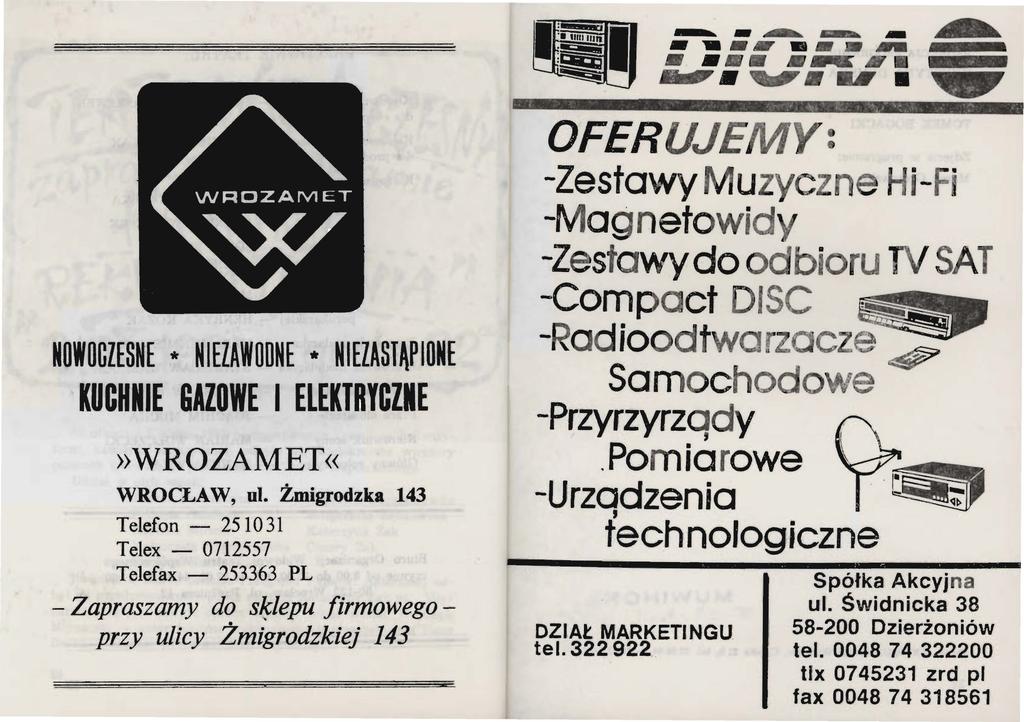 WROZAMET
NOWOCZESNE * NIEZAWODNE * NIEZASTĄPIONE
KUCHNIE GAZOWE I ELEKTRYCZNE
»WROZAMET«
WROCŁAW, ul. Żmigrodzka 143
Telefon — 251031
Telex — 0712557
Telefax — 253363 PL
- Zapraszamy do sklepu firmowego -
przy ulicy Żmigrodzkiej 143
DIORA
OFERUJEMY:
-Zestawy Muzyczne Hi-Fi
-Magnetowidy
-Zestawy do odbioru TV SAT
-Compact DISC
-Radioodtwarzacze
Samochodowe
-Przyrzyrządy
.Pomiarowe
-Urządzenia
technologiczne
DZIAŁ MARKETINGU
tel. 322 922
Spółka Akcyjna
ul. Świdnicka 38
58-200 Dzierżoniów
tel. 0048 74 322200
tlx 0745231 zrd pl
fax 0048 74 318561